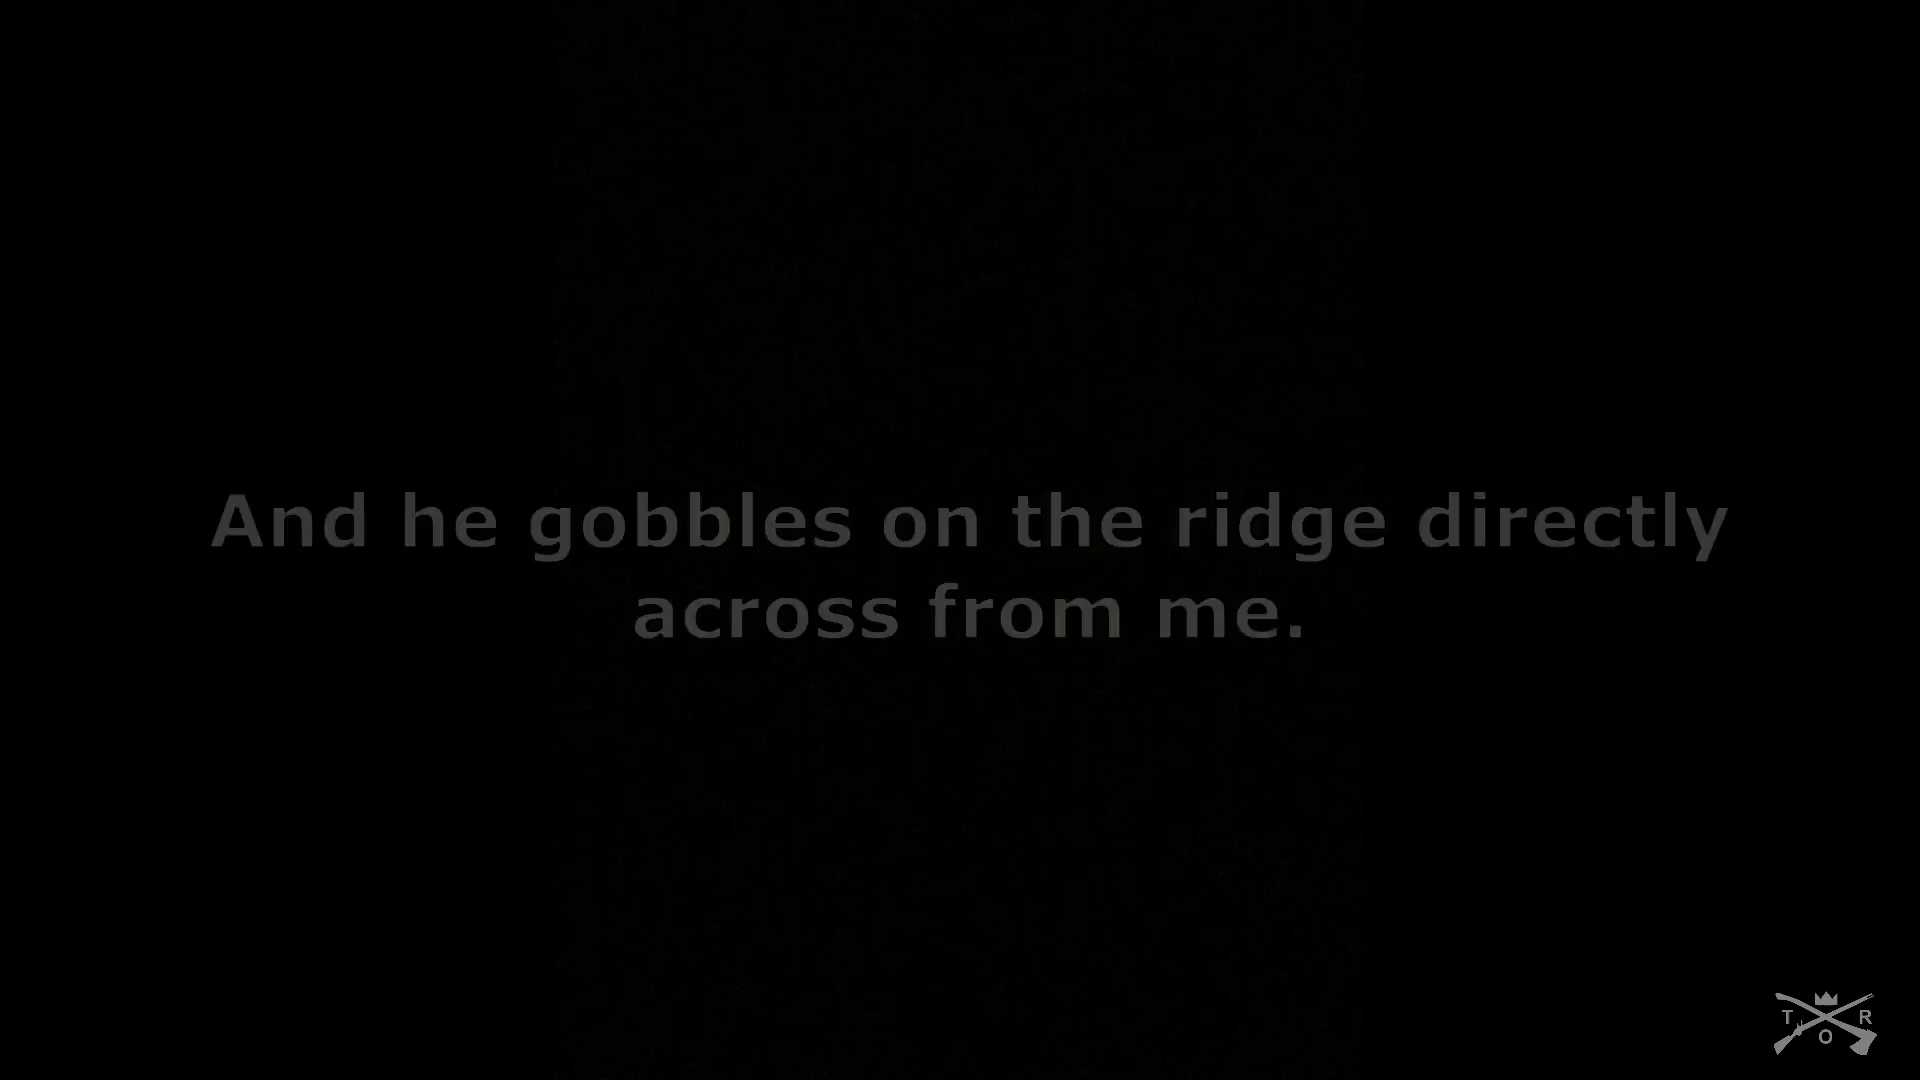 And he gobbles on the ridge directly
across from me.
T R
O